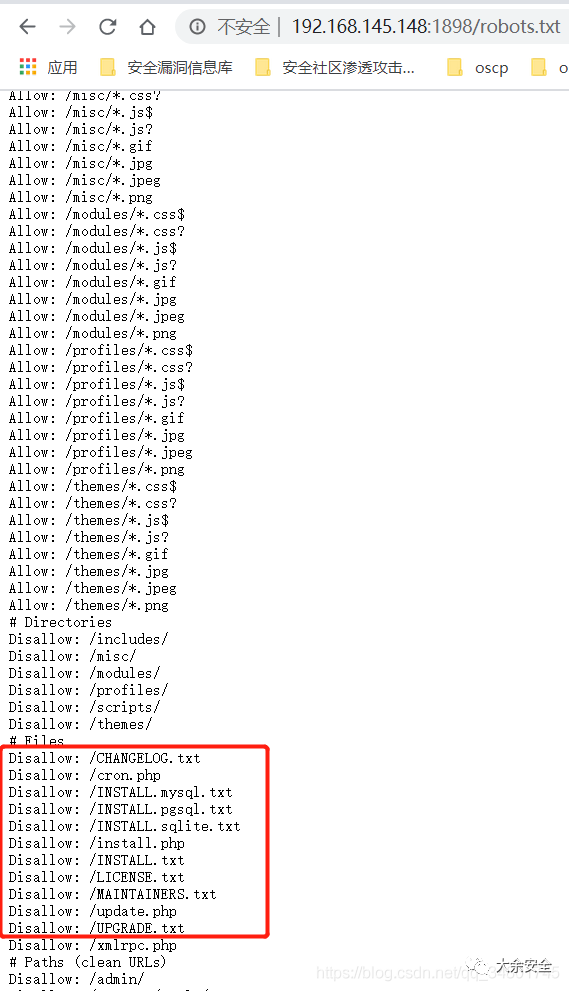 不安全 | 192.168.145.148:1898/robots.txt
应用 安全漏洞信息库 安全社区渗透攻击... oscp
Allow: /misc/*.css?
Allow: /misc/*.js$
Allow: /misc/*.js?
Allow: /misc/*.gif
Allow: /misc/*.jpg
Allow: /misc/*.jpeg
Allow: /misc/*.png
Allow: /modules/*.css$
Allow: /modules/*.css?
Allow: /modules/*.js$
Allow: /modules/*.js?
Allow: /modules/*.gif
Allow: /modules/*.jpg
Allow: /modules/*.jpeg
Allow: /modules/*.png
Allow: /profiles/*.css$
Allow: /profiles/*.css?
Allow: /profiles/*.js$
Allow: /profiles/*.js?
Allow: /profiles/*.gif
Allow: /profiles/*.jpg
Allow: /profiles/*.jpeg
Allow: /profiles/*.png
Allow: /themes/*.css$
Allow: /themes/*.css?
Allow: /themes/*.js$
Allow: /themes/*.js?
Allow: /themes/*.gif
Allow: /themes/*.jpg
Allow: /themes/*.jpeg
Allow: /themes/*.png
# Directories
Disallow: /includes/
Disallow: /misc/
Disallow: /modules/
Disallow: /profiles/
Disallow: /scripts/
Disallow: /themes/
# Files
Disallow: /CHANGELOG.txt
Disallow: /cron.php
Disallow: /INSTALL.mysql.txt
Disallow: /INSTALL.pgsql.txt
Disallow: /INSTALL.sqlite.txt
Disallow: /install.php
Disallow: /INSTALL.txt
Disallow: /LICENSE.txt
Disallow: /MAINTAINERS.txt
Disallow: /update.php
Disallow: /UPGRADE.txt
Disallow: /xmlrpc.php
# Paths (clean URLs)
Disallow: /admin/
大余安全